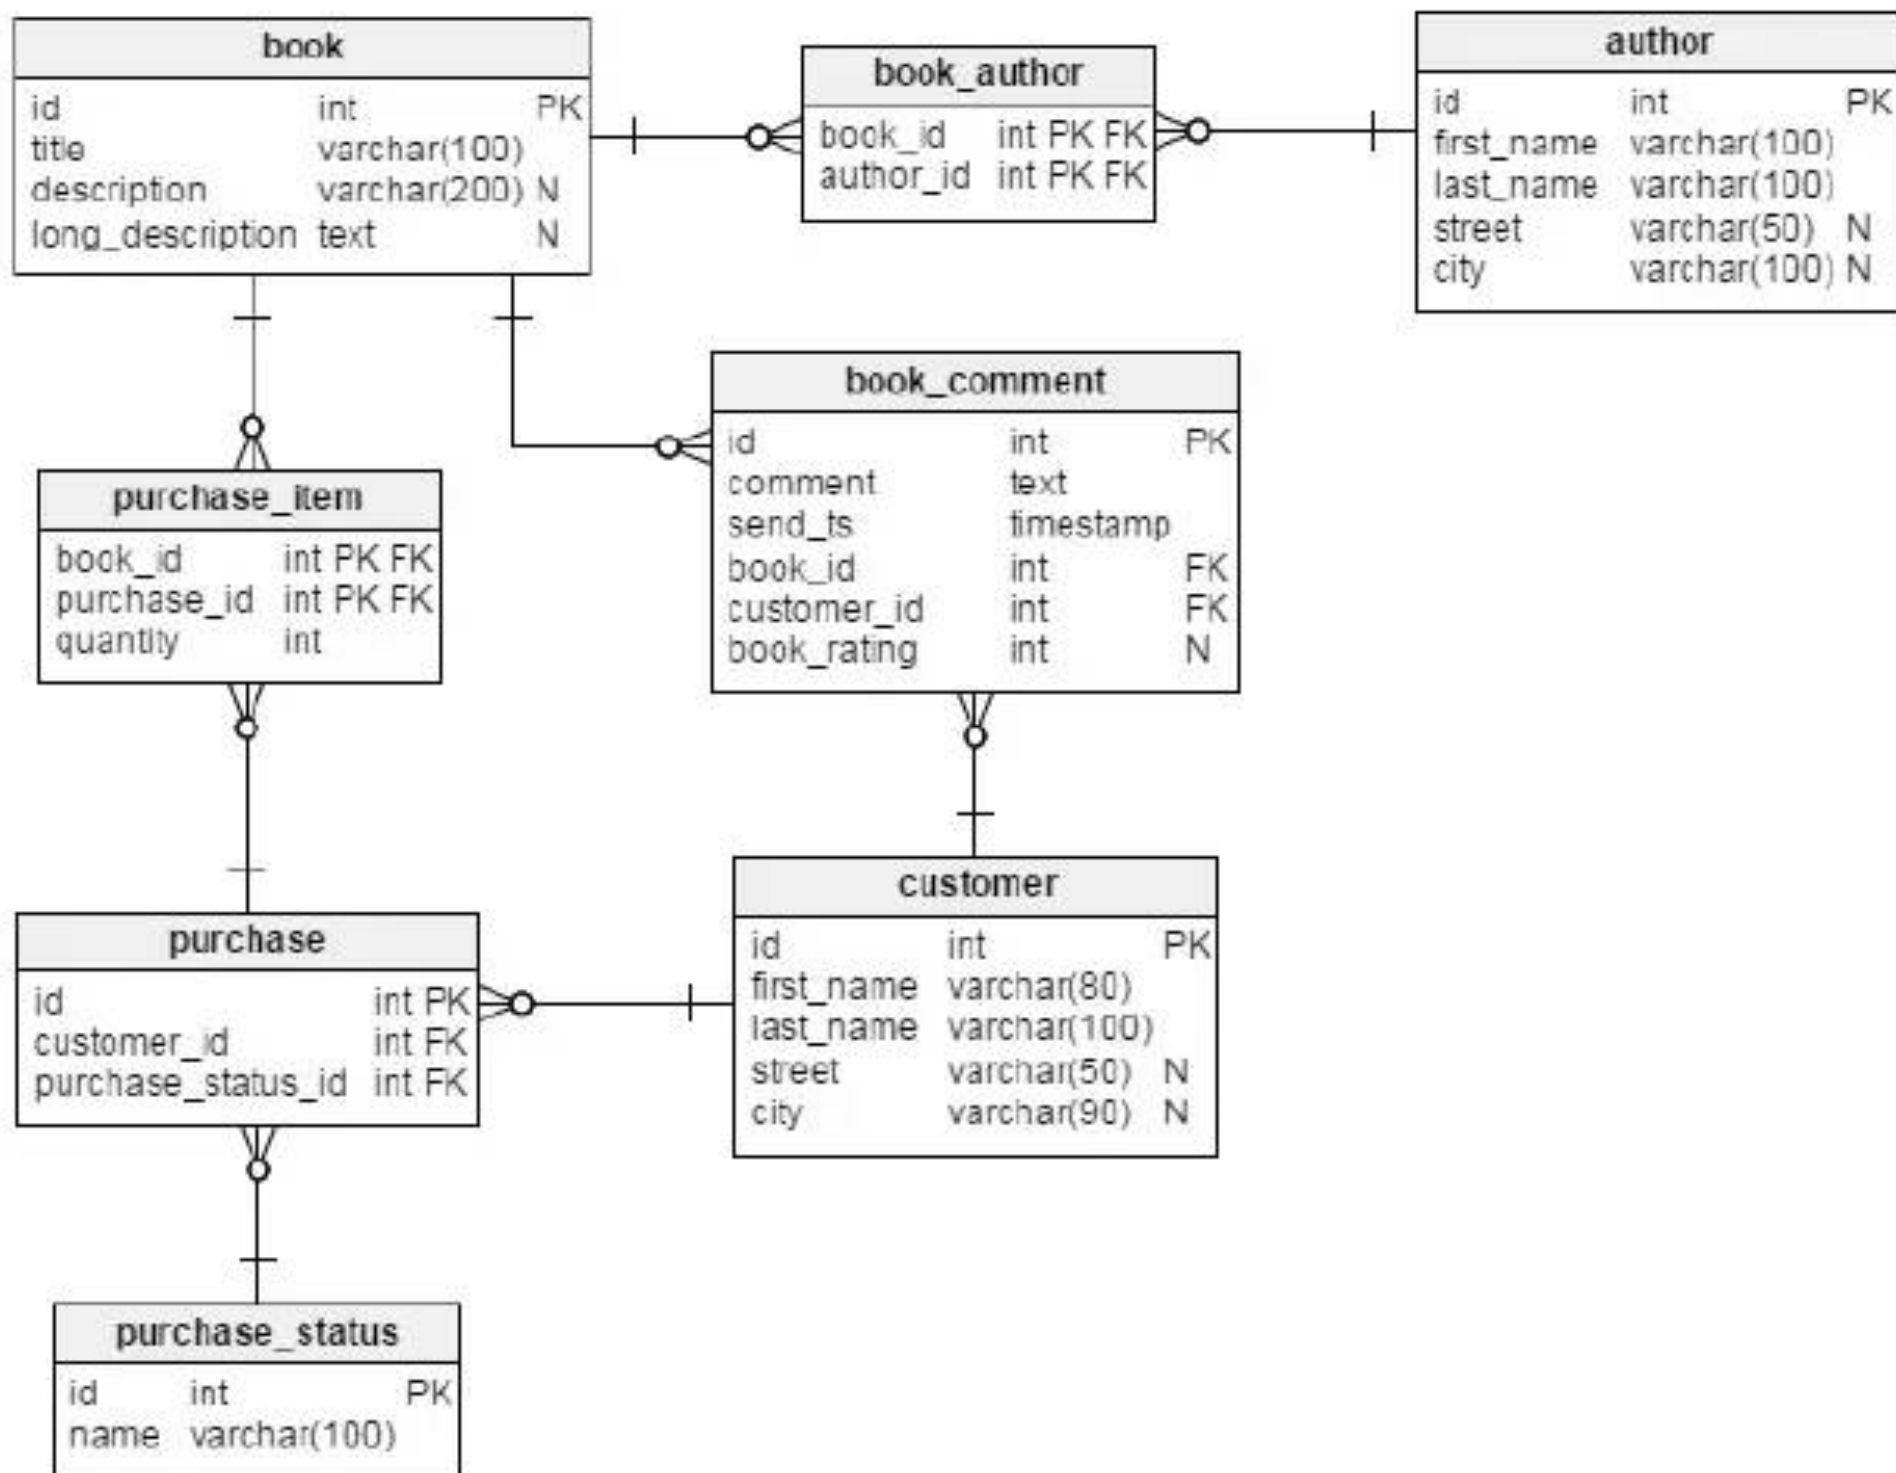 book
id int PK
title varchar(100)
description varchar(200) N
long_description text N
book_author
book_id int PK FK
author_id int PK FK
author
id int PK
first_name varchar(100)
last_name varchar(100)
street varchar(50) N
city varchar(100) N
book_comment
id int PK
comment text
send_ts timestamp
book_id int FK
customer_id int FK
book_rating int N
purchase_item
book_id int PK FK
purchase_id int PK FK
quantity int
purchase
id int PK
customer_id int FK
purchase_status_id int FK
customer
id int PK
first_name varchar(80)
last_name varchar(100)
street varchar(50) N
city varchar(90) N
purchase_status
id int PK
name varchar(100)